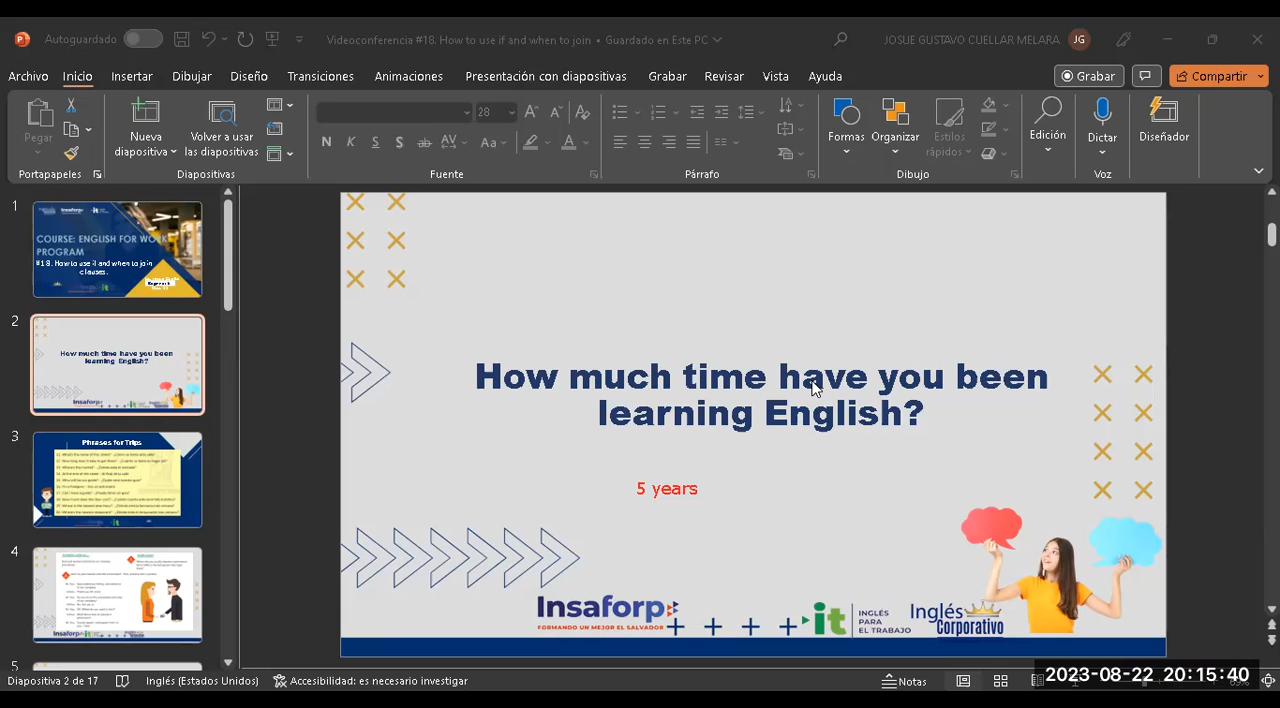 Autoguardado
Videoconferencia #18. How to use if and when to join • Guardado en Este PC
JOSUE GUSTAVO CUELLAR MELARA
JG
Archivo Inicio Insertar Dibujar Diseño Transiciones Animaciones Presentación con diapositivas Grabar Revisar Vista Ayuda
Grabar
Compartir
Pegar
Nueva diapositiva
Volver a usar las diapositivas
28
N K S S ab AV Aa A
Formas
Organizar
Estilos rápidos
Edición
Dictar
Diseñador
Portapapeles
Diapositivas
Fuente
Párrafo
Dibujo
Voz
1
COURSE: ENGLISH FOR WORK
PROGRAM
#18. How to use if and when to join
clauses.
2
How much time have you been
learning English?
3
Phrases for Trips
4
5
How much time have you been
learning English?
5 years
Insaforp
FORMANDO UN MEJOR EL SALVADOR
it
INGLÉS
PARA
EL TRABAJO
Inglés
Corporativo
Diapositiva 2 de 17
Inglés (Estados Unidos)
Accesibilidad: es necesario investigar
Notas
2023-08-22 20:15:40